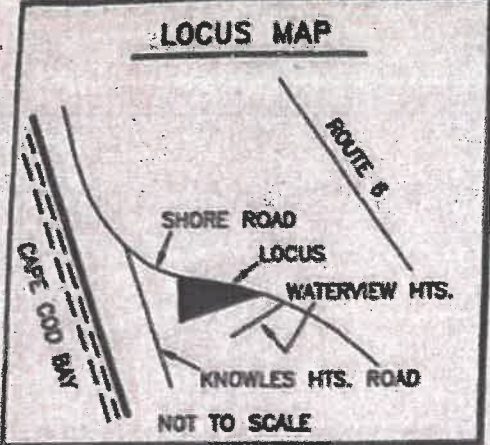 LOCUS MAP
ROUTE 6
SHORE ROAD
LOCUS
WATERVIEW HTS.
CAPE COD BAY
KNOWLES HTS. ROAD
NOT TO SCALE